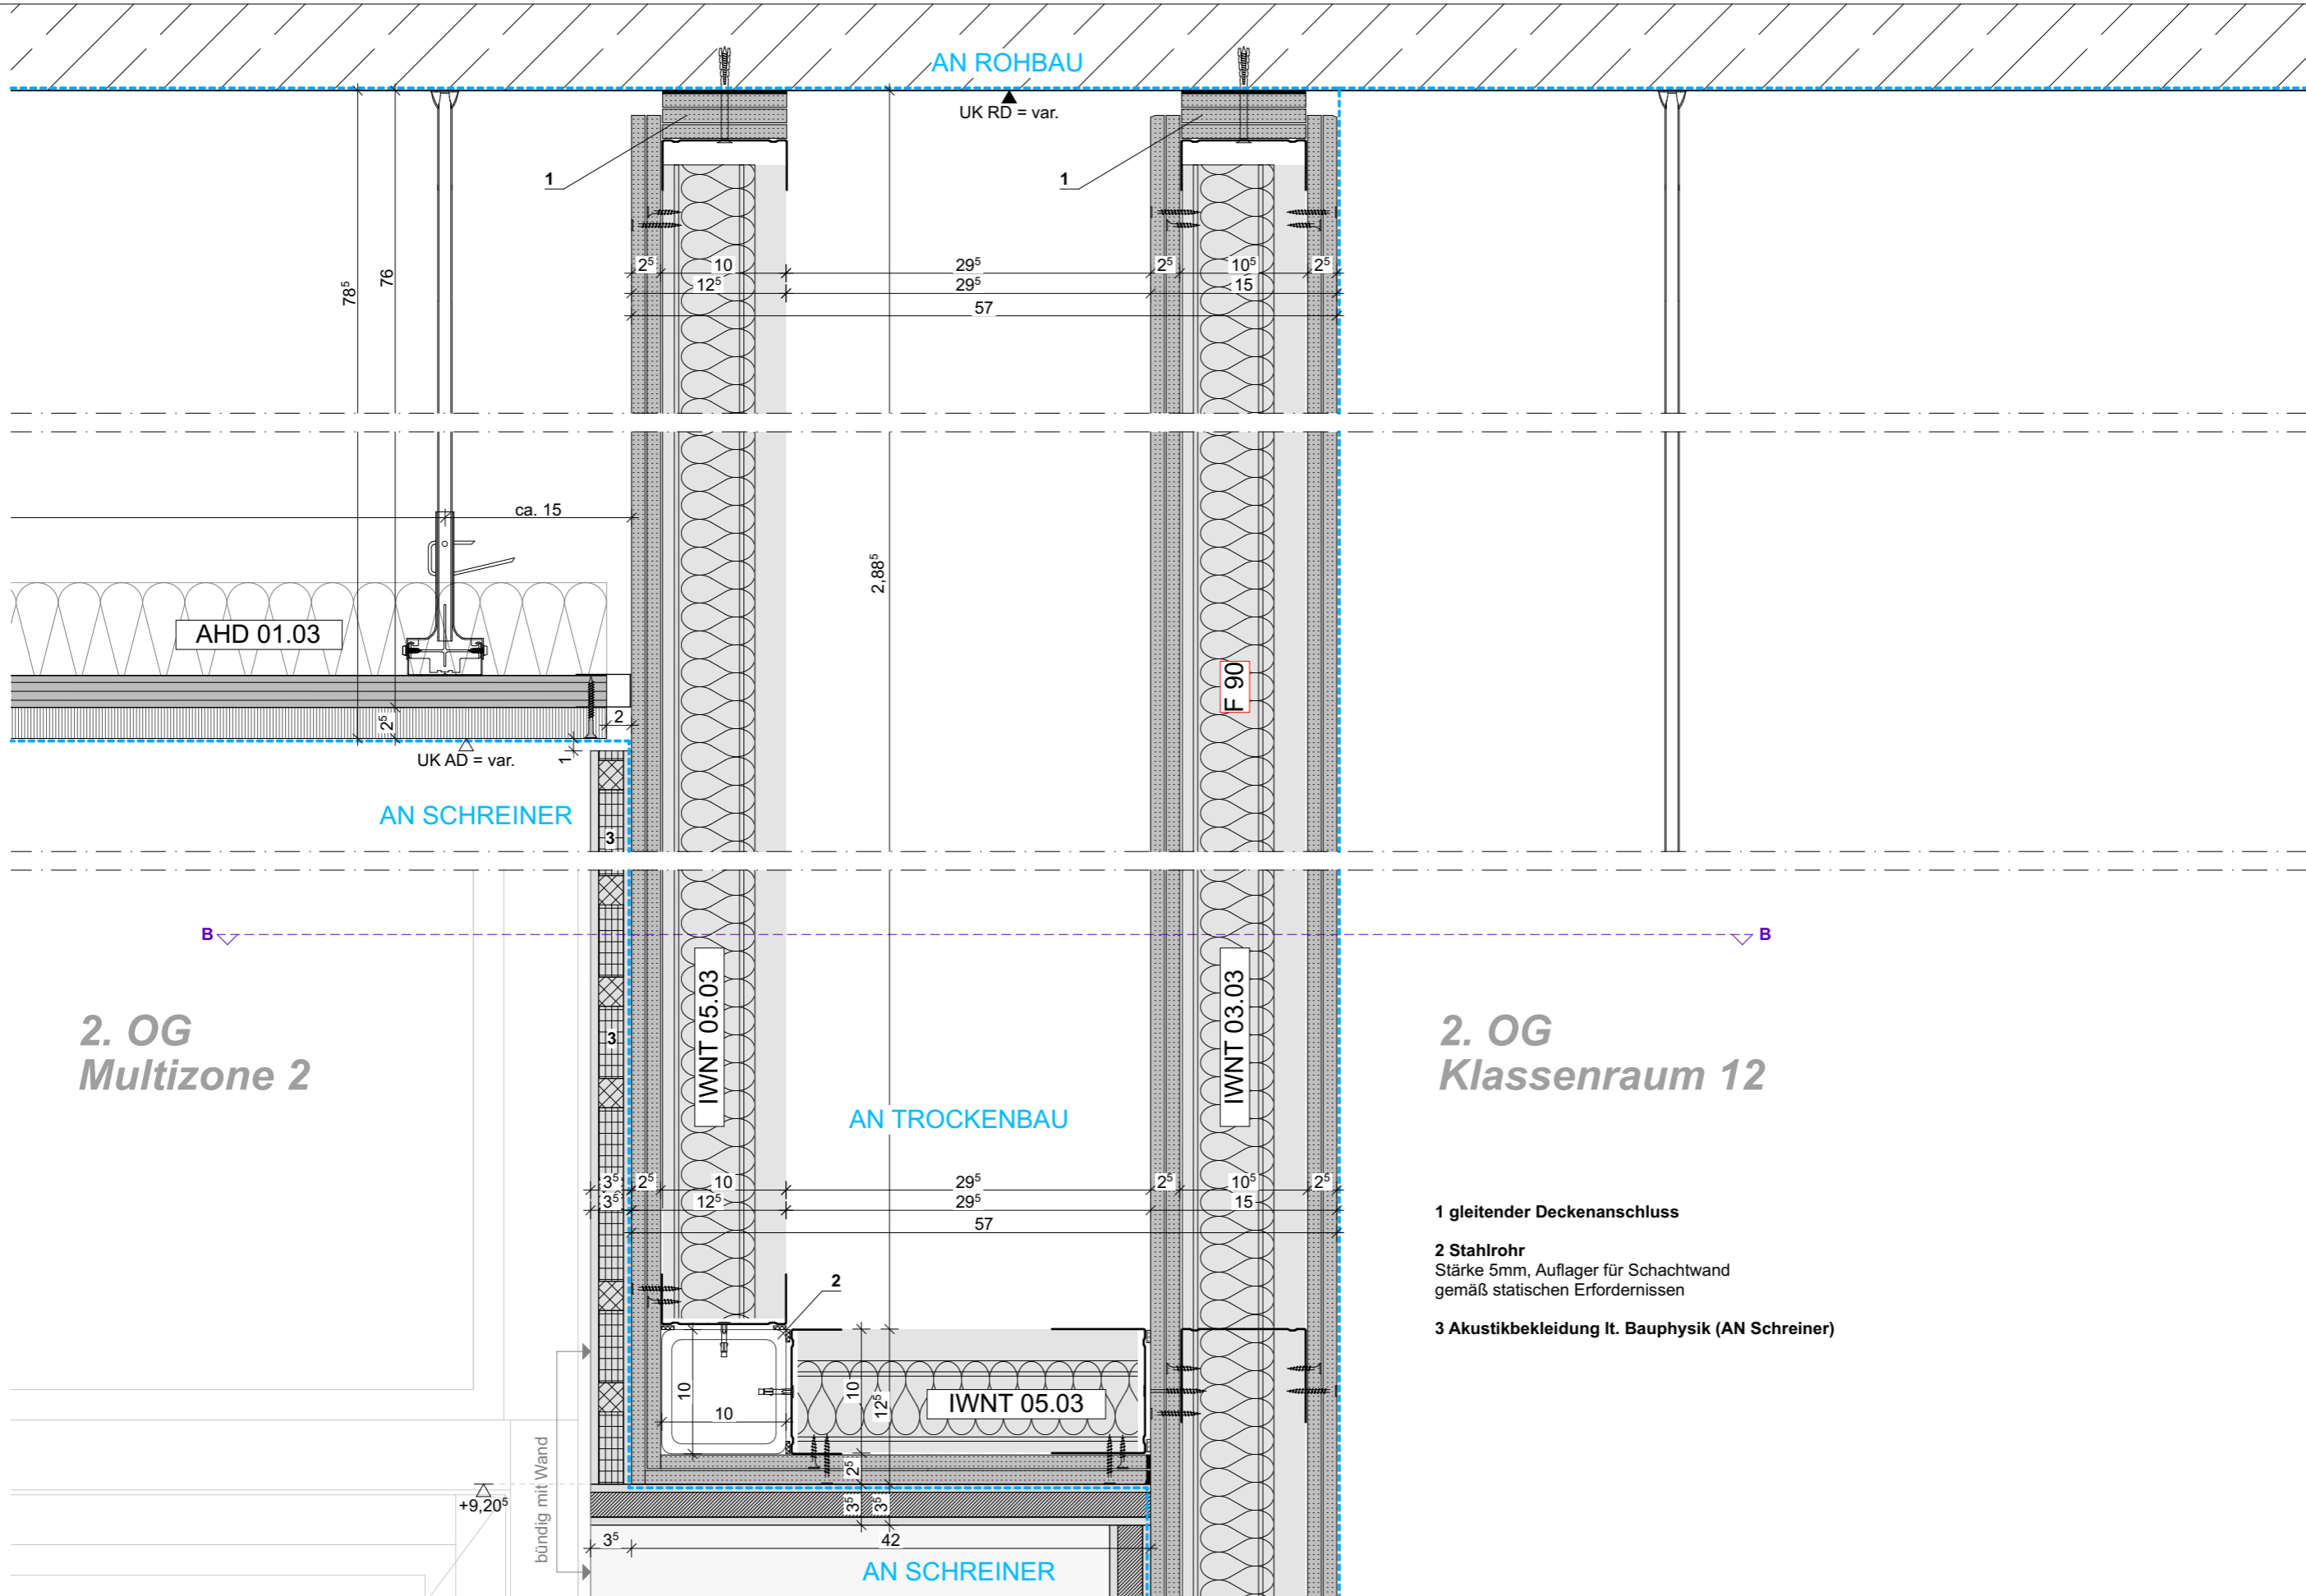 AN ROHBAU
UK RD = var.
1
1
2⁵
10
29⁵
2⁵
10⁵
2⁵
12⁵
29⁵
15
57
78⁵
76
ca. 15
2,88⁵
AHD 01.03
F 90
2⁵
2
1
UK AD = var.
AN SCHREINER
3
B
B
2. OG
Multizone 2
3
IWNT 05.03
IWNT 03.03
2. OG
Klassenraum 12
AN TROCKENBAU
3⁵
2⁵
10
29⁵
2⁵
10⁵
2⁵
3⁵
12⁵
29⁵
15
57
1 gleitender Deckenanschluss
2 Stahlrohr
Stärke 5mm, Auflager für Schachtwand
gemäß statischen Erfordernissen
3 Akustikbekleidung lt. Bauphysik (AN Schreiner)
2
10
10
10
12⁵
IWNT 05.03
2⁵
3⁵
3⁵
+9,20⁵
bündig mit Wand
3⁵
42
AN SCHREINER